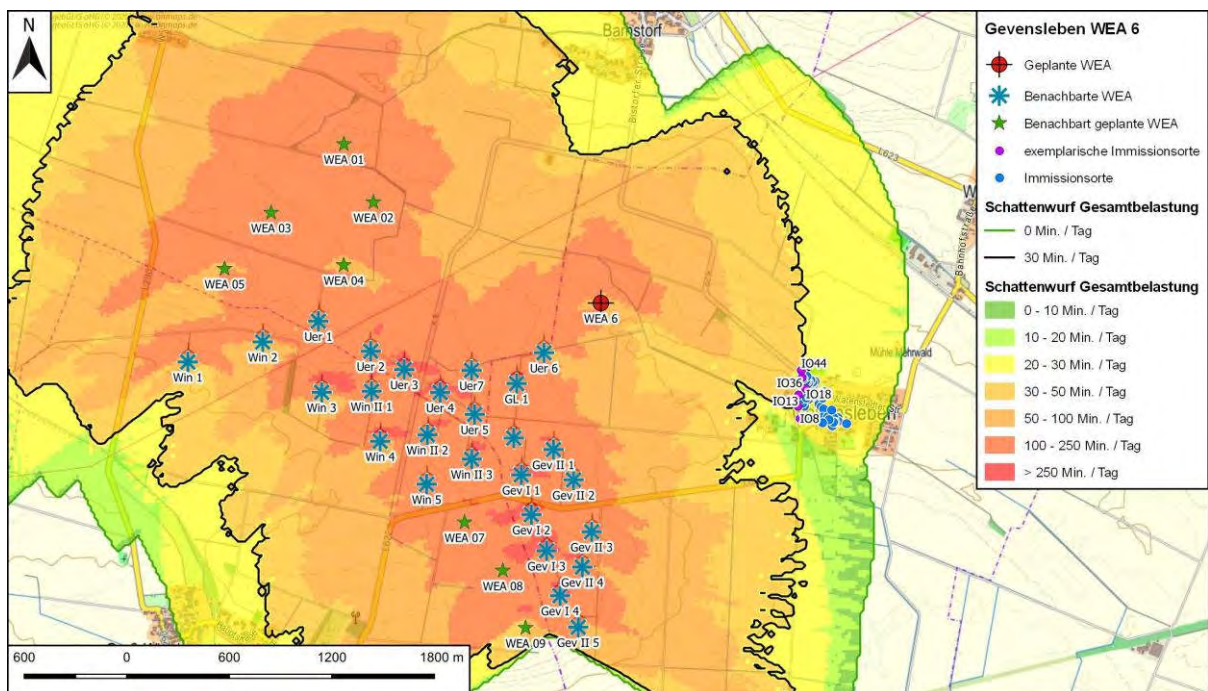 N
Barnstorf
Bistorfer Str
L623
Bahnhofstraße
Mühle Mehrwald
WEA 01
WEA 02
WEA 03
WEA 04
WEA 05
WEA 6
Uer 1
Win 2
Win 1
Uer 2
Uer 3
Uer7
Uer 6
Win 3
Win II 1
Uer 4
GL 1
Uer 5
Win 4
Win II 2
Win II 3
Gev II 1
Win 5
Gev I 1
Gev II 2
Gev I 2
WEA 07
Gev II 3
Gev I 3
WEA 08
Gev II 4
Gev I 4
WEA 09
Gev II 5
IO44
IO36
IO18
IO13
IO8
600 0 600 1200 1800 m
Gevensleben WEA 6
Geplante WEA
Benachbarte WEA
Benachbart geplante WEA
exemplarische Immissionsorte
Immissionsorte
Schattenwurf Gesamtbelastung
0 Min. / Tag
30 Min. / Tag
Schattenwurf Gesamtbelastung
0 - 10 Min. / Tag
10 - 20 Min. / Tag
20 - 30 Min. / Tag
30 - 50 Min. / Tag
50 - 100 Min. / Tag
100 - 250 Min. / Tag
> 250 Min. / Tag